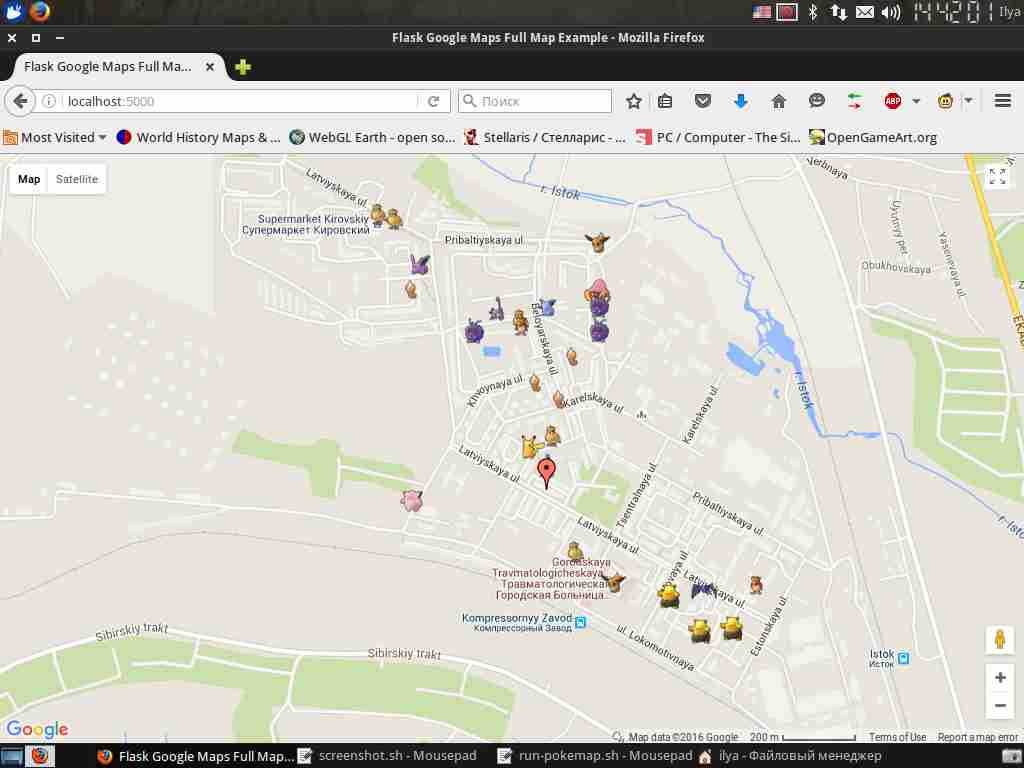 14:42:01 Ilya
Flask Google Maps Full Map Example - Mozilla Firefox
Flask Google Maps Full Ma...
localhost:5000
Поиск
ABP
Most Visited
World History Maps & ...
WebGL Earth - open so...
Stellaris / Стелларис - ...
PC / Computer - The Si...
OpenGameArt.org
Map
Satellite
Latviyskaya ul.
r. Istok
Verbnaya
Supermarket Kirovskiy
Супермаркет Кировский
Pribaltiyskaya ul
Uyutnyy per.
Yasenevaya ul.
Obukhovskaya
Beloyarskaya ul.
Khvoynaya ul.
Karelskaya ul.
Karelskaya ul.
r. Istok
Latviyskaya ul.
Tsentralnaya ul.
Pribaltiyskaya ul.
r. Istok
Latviyskaya ul.
Gorodskaya
Travmatologicheskaya...
Травматологическая
Городская Больница...
Latviyskaya ul.
Kompressornyy Zavod
Компрессорный Завод
ul. Lokomotivnaya
Estonskaya ul.
Istok
Исток
Sibirskiy trakt
Sibirskiy trakt
Google
Map data ©2016 Google
200 m
Terms of Use
Report a map error
Flask Google Maps Full Map...
screenshot.sh - Mousepad
run-pokemap.sh - Mousepad
ilya - Файловый менеджер